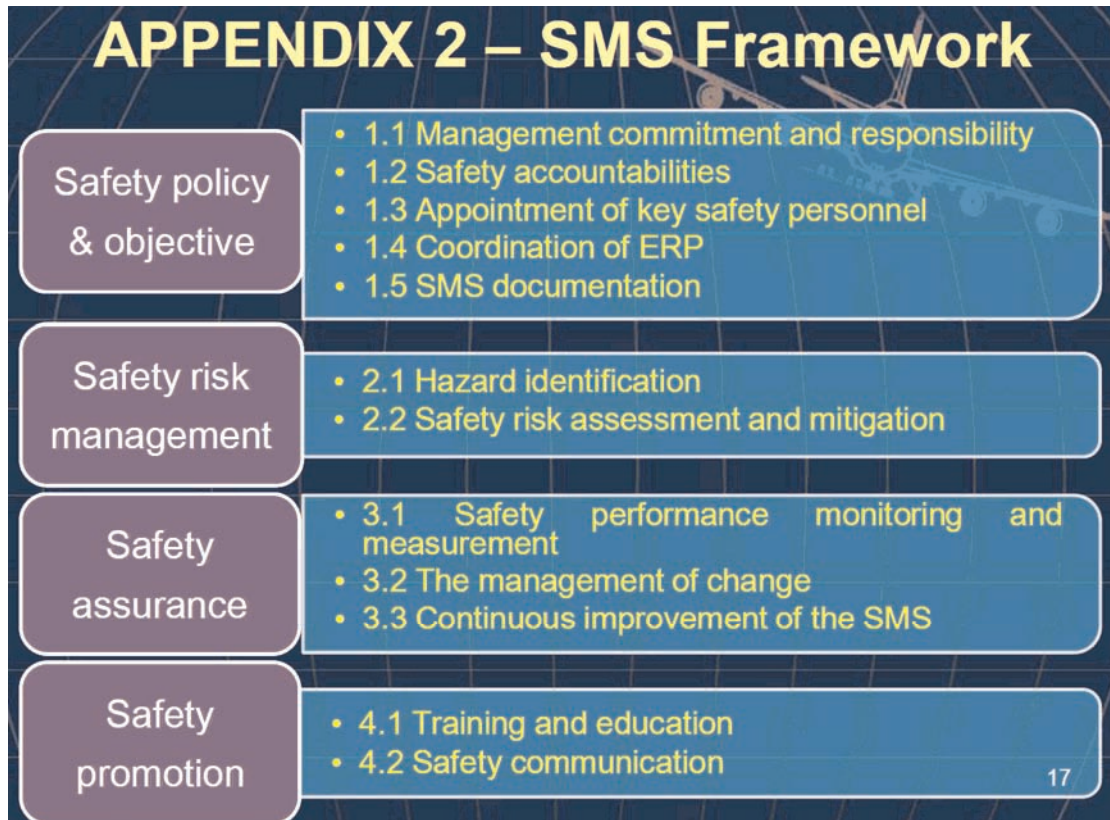 APPENDIX 2 – SMS Framework
Safety policy
& objective
• 1.1 Management commitment and responsibility
• 1.2 Safety accountabilities
• 1.3 Appointment of key safety personnel
• 1.4 Coordination of ERP
• 1.5 SMS documentation
Safety risk
management
• 2.1 Hazard identification
• 2.2 Safety risk assessment and mitigation
Safety
assurance
• 3.1 Safety performance monitoring and
measurement
• 3.2 The management of change
• 3.3 Continuous improvement of the SMS
Safety
promotion
• 4.1 Training and education
• 4.2 Safety communication
17